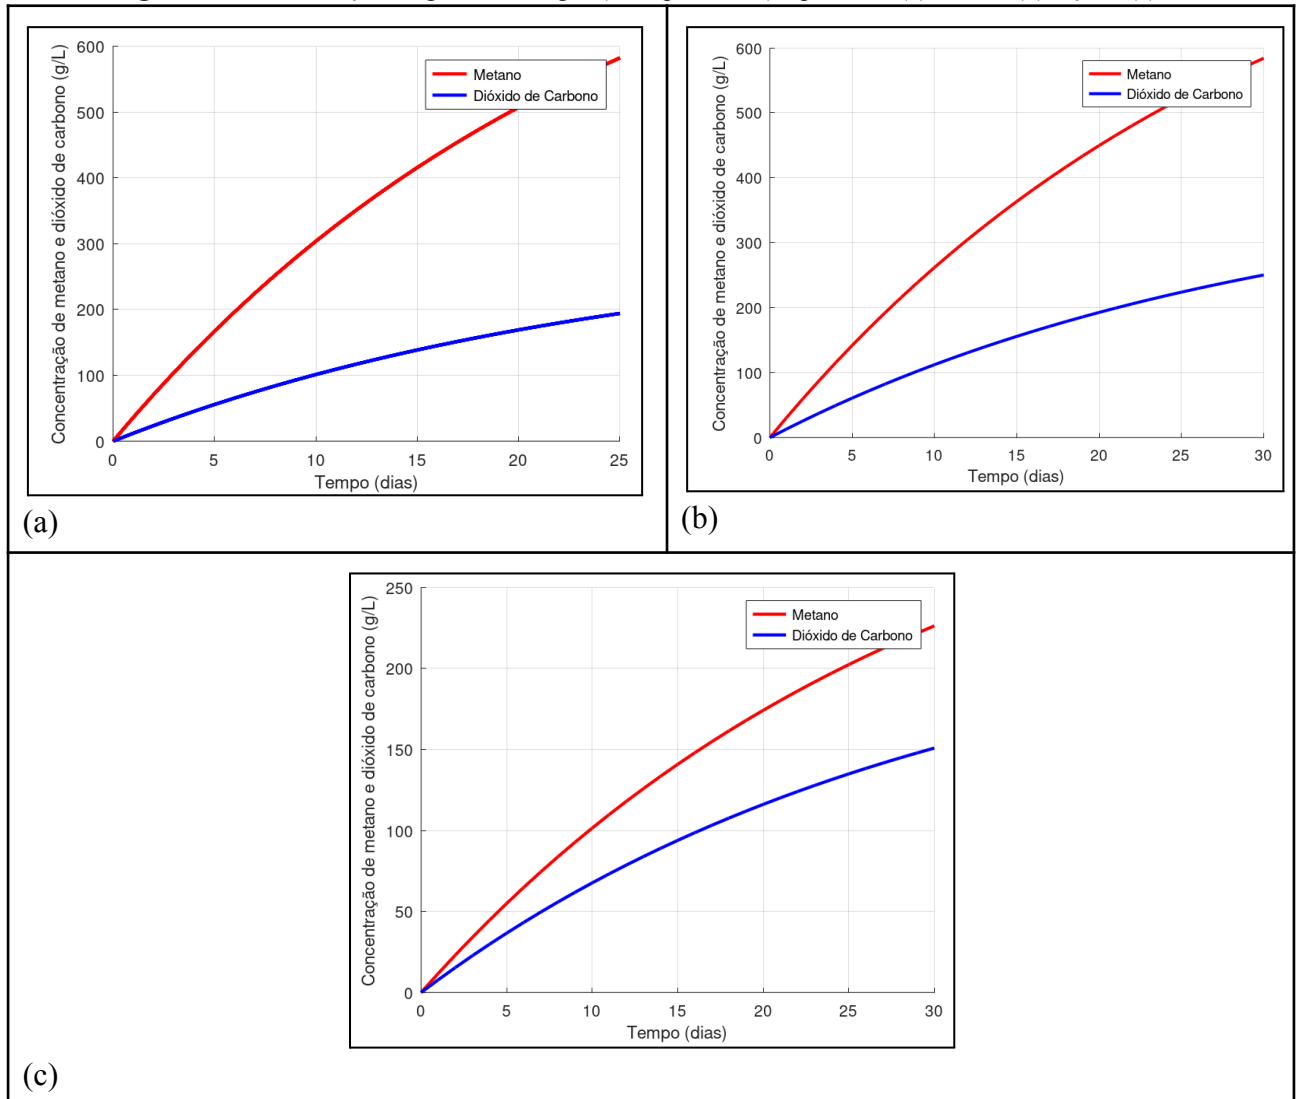 600
500
400
300
200
100
0
0 5 10 15 20 25
Concentração de metano e dióxido de carbono (g/L)
Tempo (dias)
Metano
Dióxido de Carbono
(a)
600
500
400
300
200
100
0
0 5 10 15 20 25 30
Concentração de metano e dióxido de carbono (g/L)
Tempo (dias)
Metano
Dióxido de Carbono
(b)
250
200
150
100
50
0
0 5 10 15 20 25 30
Concentração de metano e dióxido de carbono (g/L)
Tempo (dias)
Metano
Dióxido de Carbono
(c)